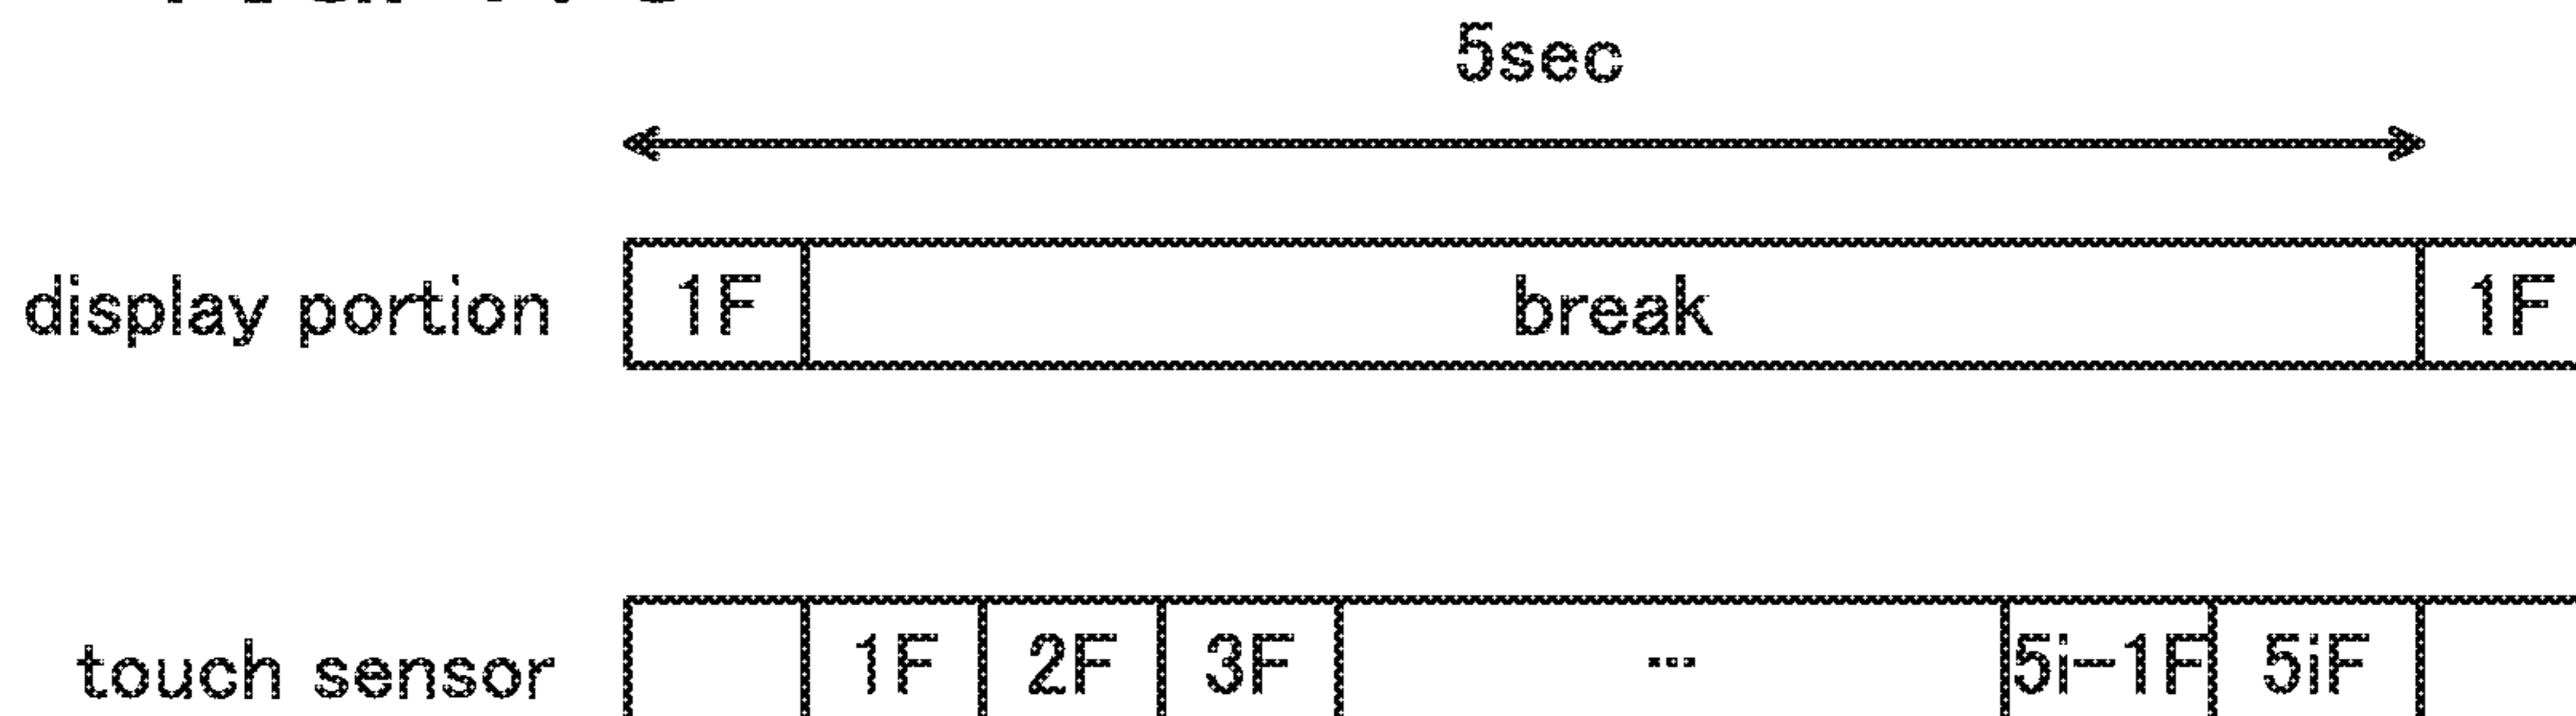 5sec
display portion 1F break 1F
touch sensor 1F 2F 3F ... 5i-1F 5iF